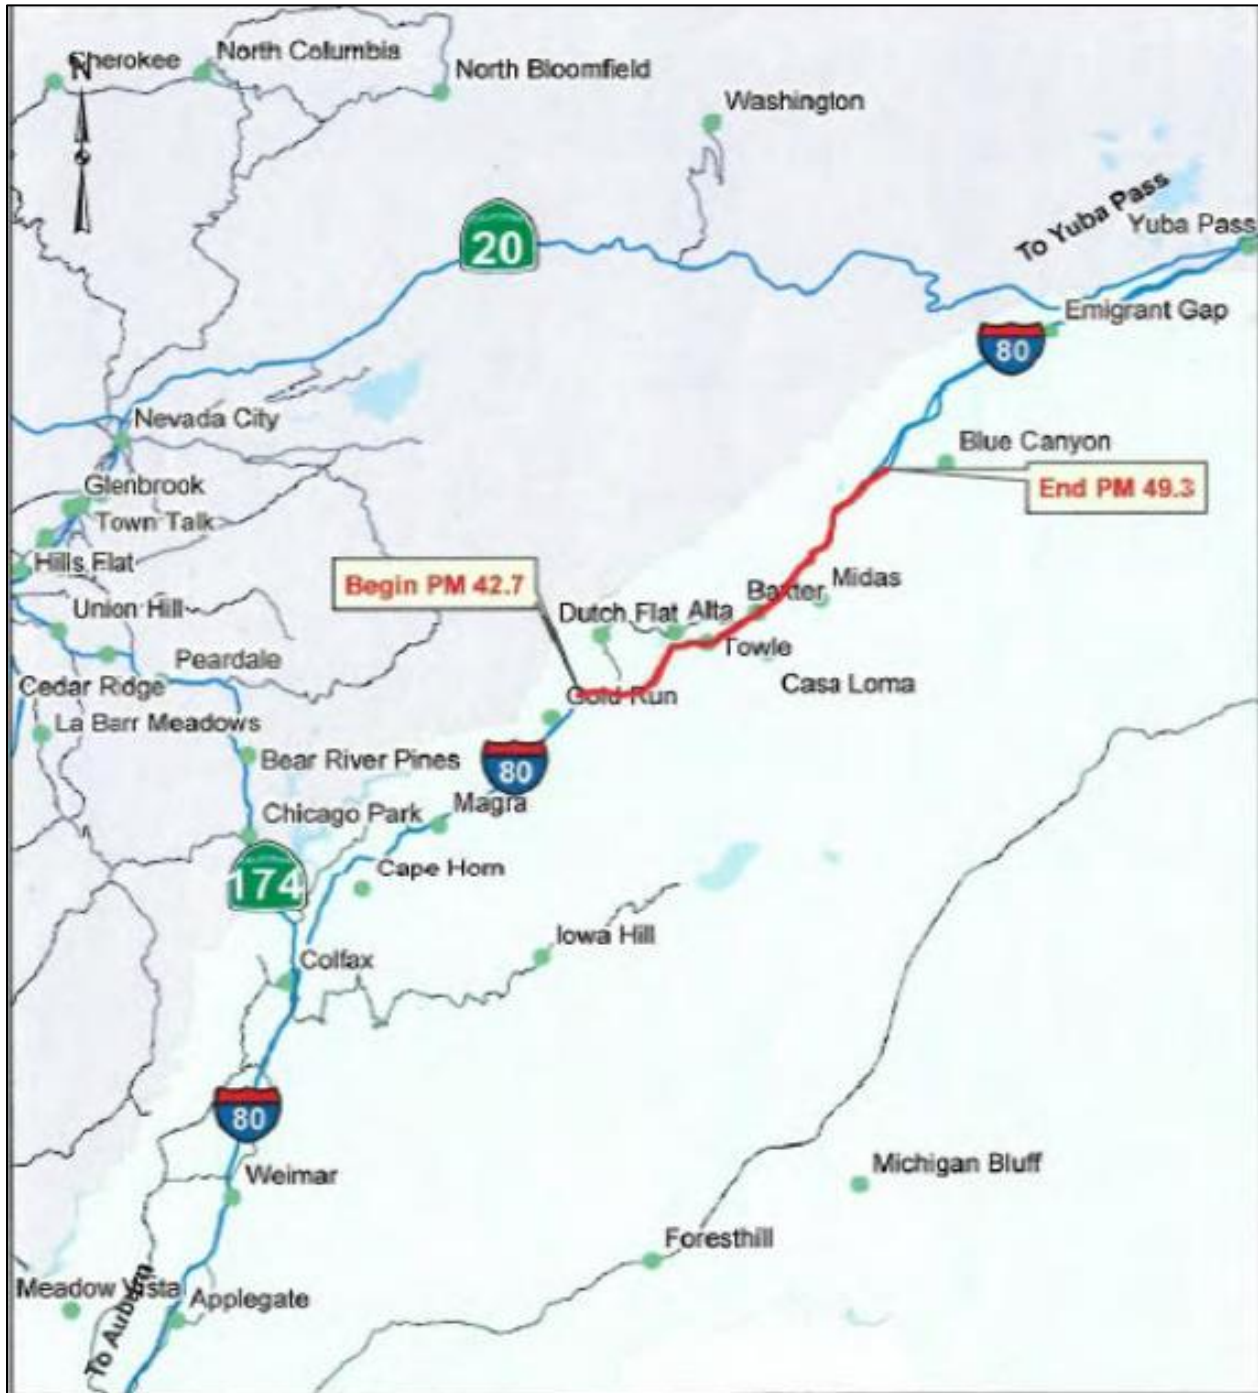 Cherokee
North Columbia
North Bloomfield
N
Washington
To Yuba Pass
Yuba Pass
20
Emigrant Gap
80
Nevada City
Blue Canyon
Glenbrook
End PM 49.3
Town Talk
Hills Flat
Begin PM 42.7
Baxter
Midas
Union Hill
Dutch Flat
Alta
Towle
Peardale
Cedar Ridge
Gold Run
Casa Loma
La Barr Meadows
Bear River Pines
80
Magra
Chicago Park
174
Cape Horn
Iowa Hill
Colfax
80
Weimar
Michigan Bluff
Foresthill
Meadow Vista
Applegate
To Auburn